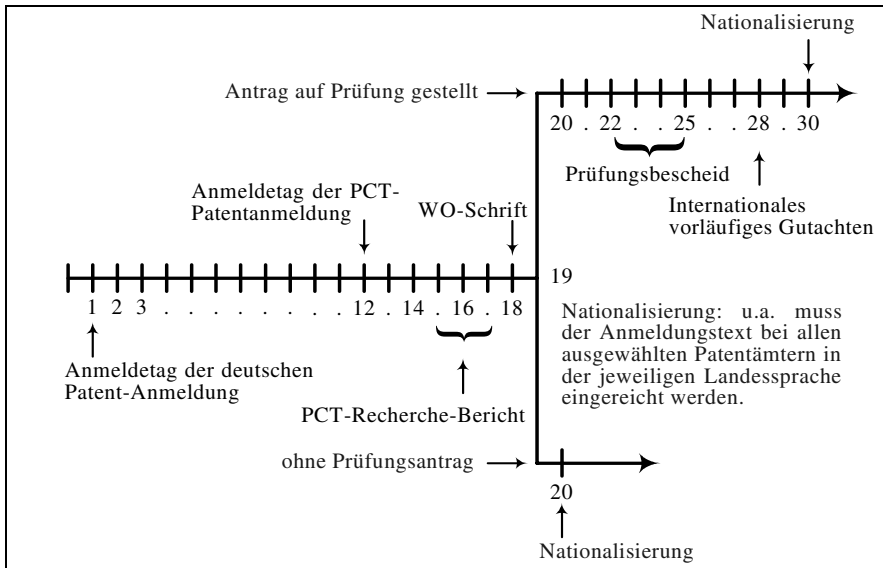 Nationalisierung
Antrag auf Prüfung gestellt
20 . 22 . . 25 . . 28 . 30
Prüfungsbescheid
Internationales
vorläufiges Gutachten
Anmeldetag der PCT-
Patentanmeldung
WO-Schrift
19
1 2 3 . . . . . . . . 12 . 14 . 16 . 18
Anmeldetag der deutschen
Patent-Anmeldung
PCT-Recherche-Bericht
Nationalisierung: u.a. muss
der Anmeldungstext bei allen
ausgewählten Patentämtern in
der jeweiligen Landessprache
eingereicht werden.
ohne Prüfungsantrag
20
Nationalisierung